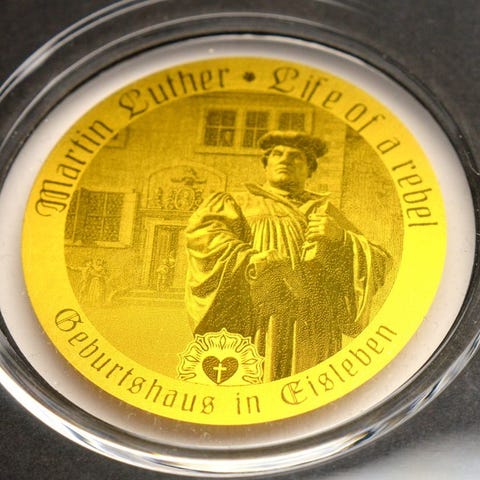 Martin Luther • Life of a rebel
Geburtshaus in Eisleben